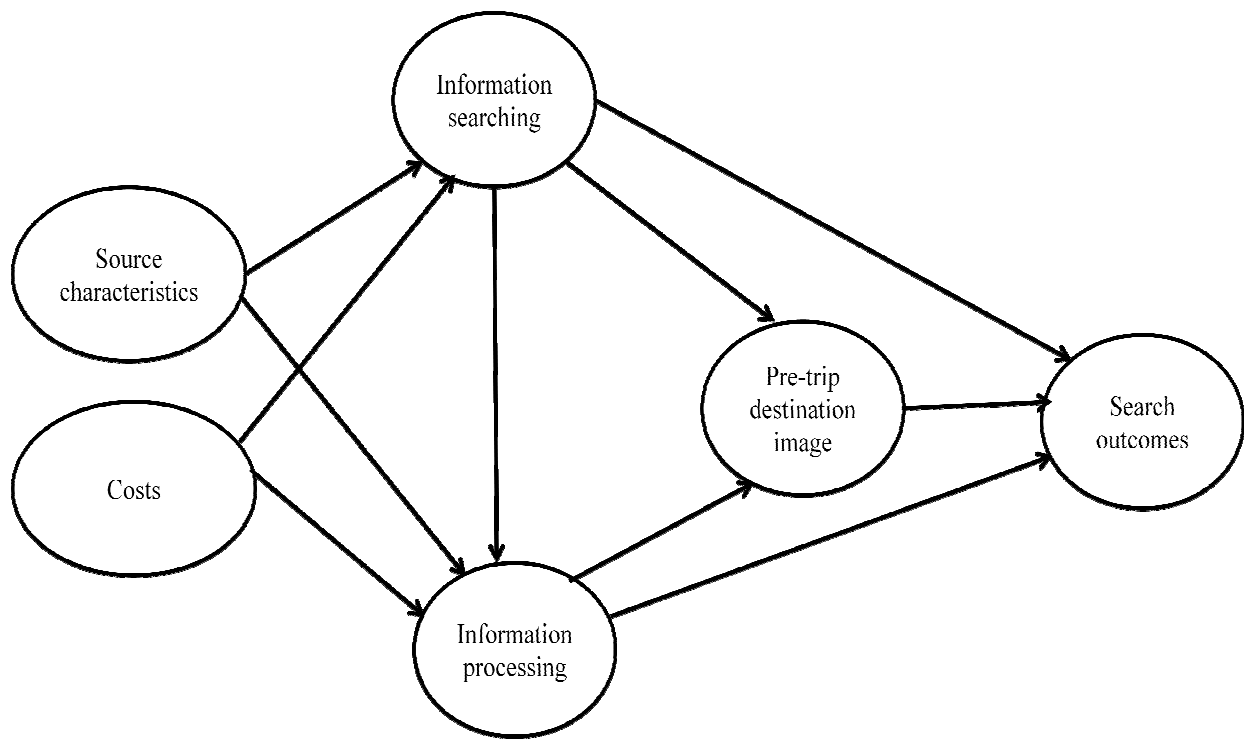 Information
searching
Source
characteristics
Costs
Pre-trip
destination
image
Search
outcomes
Information
processing